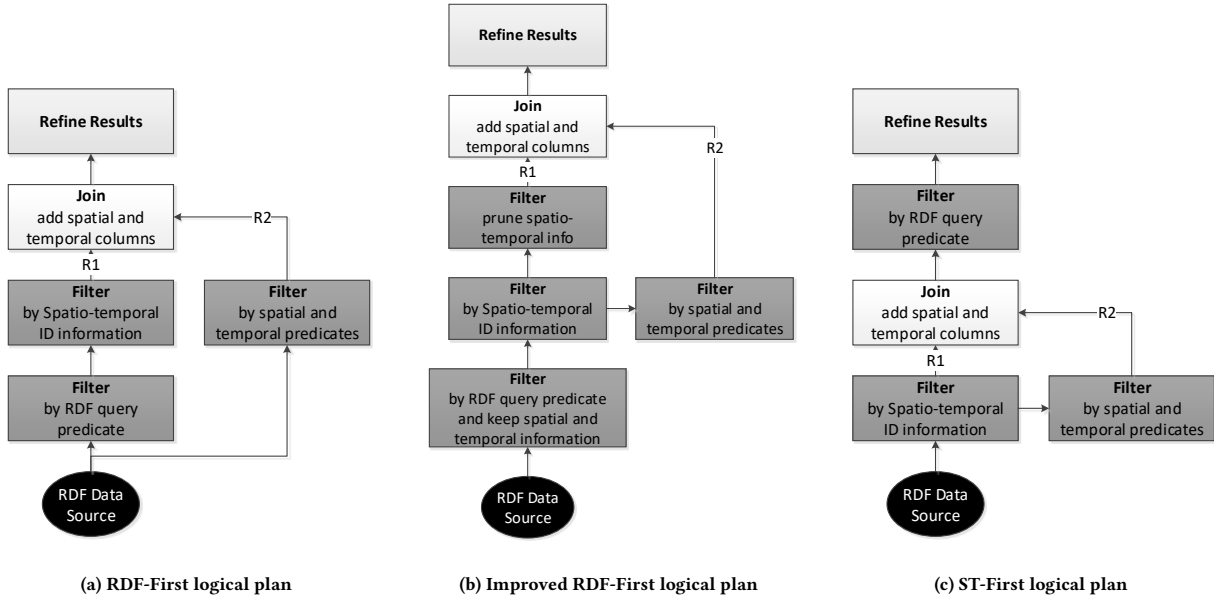 Refine Results
Join
add spatial and
temporal columns
R2
R1
Filter
by Spatio-temporal
ID information
Filter
by spatial and
temporal predicates
Filter
by RDF query
predicate
RDF Data
Source
(a) RDF-First logical plan
Refine Results
Join
add spatial and
temporal columns
R2
R1
Filter
prune spatio-
temporal info
Filter
by Spatio-temporal
ID information
Filter
by spatial and
temporal predicates
Filter
by RDF query predicate
and keep spatial and
temporal information
RDF Data
Source
(b) Improved RDF-First logical plan
Refine Results
Filter
by RDF query
predicate
Join
add spatial and
temporal columns
R2
R1
Filter
by Spatio-temporal
ID information
Filter
by spatial and
temporal predicates
RDF Data
Source
(c) ST-First logical plan